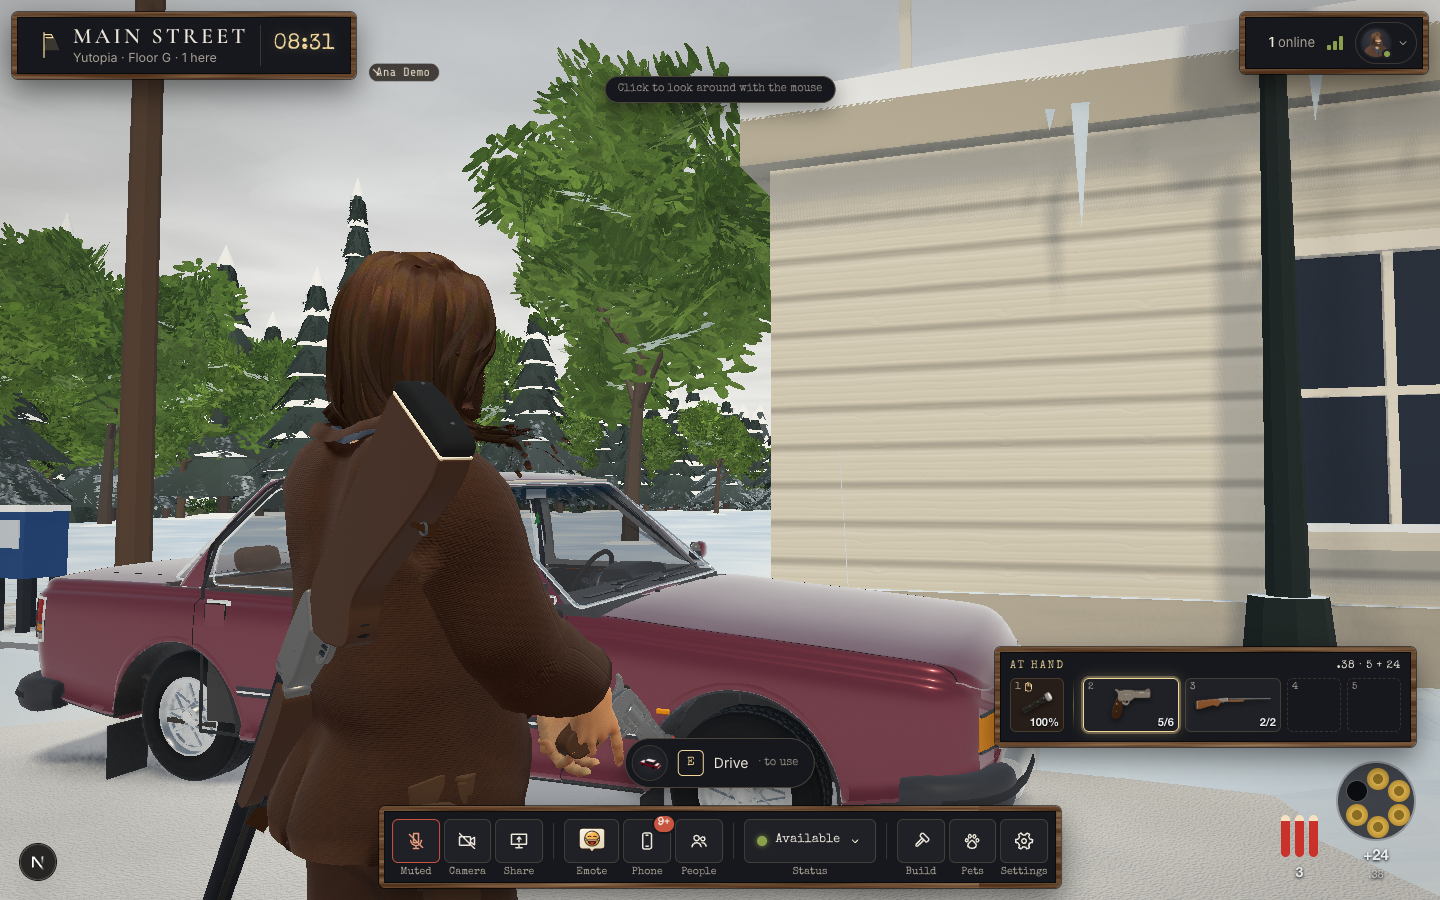 MAIN STREET
Yutopia · Floor G · 1 here
08:31
Ana Demo
Click to look around with the mouse
1 online
AT HAND
.38 · 5 + 24
1
100%
2
5/6
3
2/2
4
5
E
Drive
· to use
9+
Available
Muted
Camera
Share
Emote
Phone
People
Status
Build
Pets
Settings
N
3
+24
.38